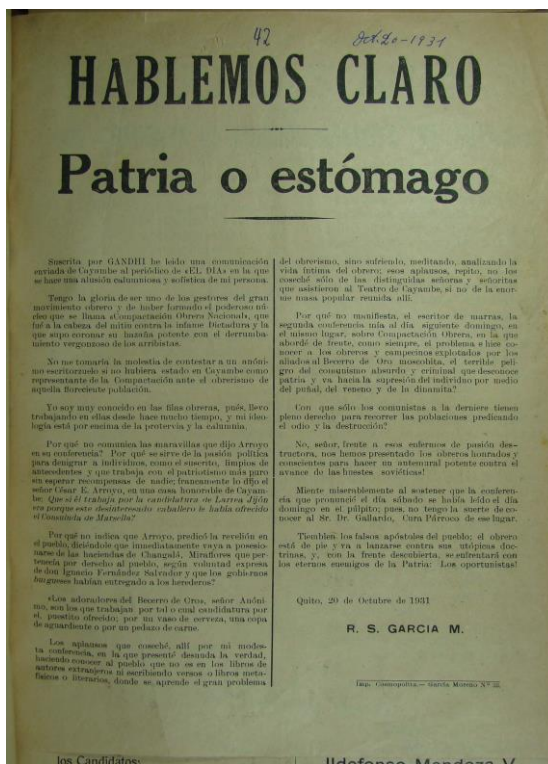 42
Oct. 20-1931
HABLEMOS CLARO
Patria o estómago
Suscrita por GANDHI he leído una comunicación
enviada de Cayambe al periódico de «EL DIA» en la que
se hace una alusión calumniosa y sofística de mi persona.
Tengo la gloria de ser uno de los gestores del gran
movimiento obrero y de haber formado el poderoso nú-
cleo que se llama «Compactación Obrera Nacional», que
fué a la cabeza del mitin contra la infame Dictadura y la
que supo coronar su hazaña potente con el derrumba-
miento vergonzoso de los arribistas.
No me tomaría la molestia de contestar a un anóni-
mo escritorzuelo si no hubiera estado en Cayambe como
representante de la Compactación ante el obrerismo de
aquella floreciente población.
Yo soy muy conocido en las filas obreras, pués, llevo
trabajando en ellas desde hace mucho tiempo, y mi ideo-
logía está por encima de la protervia y la calumnia.
Por qué no comunica las maravillas que dijo Arroyo
en su conferencia? Por qué se sirve de la pasión política
para denigrar a individuos, como el suscrito, limpios de
antecedentes y que trabaja con el patriotismo más puro
sin esperar recompensas de nadie; francamente lo dijo el
señor César E. Arroyo, en una casa honorable de Cayam-
be. Que si él trabaja por la candidatura de Larrea Jijón
era porque este desinteresado caballero le había ofrecido
el Consulado de Marsella?
Por qué no indica que Arroyo, predicó la revelión en
el pueblo, diciéndole que inmediatamente vaya a posesio-
narse de las haciendas de Changalá, Miraflores que per-
tenecía por derecho al pueblo, según voluntad expresa
de don Ignacio Fernández Salvador y que los gobiernos
burgueses habían entregado a los herederos?
«Los adoradores del Becerro de Oro», señor Anóni-
mo, son los que trabajan por tal o cual candidatura por
el puestito ofrecido; por un vaso de cerveza, una copa
de aguardiente o por un pedazo de carne.
Los aplausos que coseché, allí por mi modes-
ta conferencia, en la que presenté desnuda la verdad,
haciendo conocer al pueblo que no es en los libros de
autores extranjeros ni escribiendo versos o libros meta-
físicos o literarios, donde se aprende el gran problema
del obrerismo, sino sufriendo, meditando, analizando la
vida íntima del obrero; esos aplausos, repito, no los
coseché sólo de las distinguidas señoras y señoritas
que asistieron al Teatro de Cayambe, si no de la enor-
me masa popular reunida allí.
Por qué no manifiesta, el escritor de marras, la
segunda conferencia mía al día siguiente domingo, en
el mismo lugar, sobre Compactación Obrera, en la que
abordé de frente, como siempre, el problema e hice co-
nocer a los obreros y campecinos explotados por los
aliados al Becerro de Oro moscobita, el terrible peli-
gro del comunismo absurdo y criminal que desconoce
patria y va hacia la supresión del individuo por medio
del puñal, del veneno y de la dinamita?
Con que sólo los comunistas a la derniere tienen
pleno derecho para recorrer las poblaciones predicando
el odio y la destrucción?
No, señor, frente a esos enfermos de pasión des-
tructora, nos hemos presentado los obreros honrados y
conscientes para hacer un antemural potente contra el
avance de las huestes soviéticas!
Miente miserablemente al sostener que la conferen-
cia que pronuncié el día sábado se había leído el día
domingo en el púlpito; pues, no tengo la suerte de co-
nocer al Sr. Dr. Gallardo, Cura Párroco de ese lugar.
Tiemblen los falsos apóstoles del pueblo; el obrero
está de pie y va a lanzarse contra sus utópicas doc-
trinas, y, con la frente descubierta, se enfrentará con
los eternos enemigos de la Patria: Los oportunistas!
Quito, 20 de Octubre de 1931
R. S. GARCIA M.
Imp. Cosmopolita.— García Moreno Nº
los Candidatos:
Ildefonso Mendoza V.